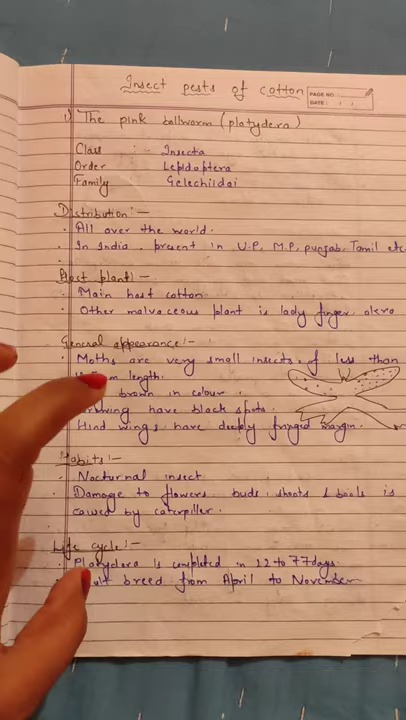 Insect pests of cotton
PAGE NO.
DATE: / /
1) The pink bollworm (platydera)
Class :- Insecta
Order Lepidoptera
Family Gelechiidai
Distribution:-
· All over the world.
· In India, present in U.P, M.P, punjab, Tamil etc.
Host plant:-
· Main host cotton
· Other malvaceous plant is lady finger, okra
General appearance:-
· Moths are very small insects, of less than
length.
brown in colour.
wing have black spots.
Hind wings have deeply fringed margin.
Habits:-
· Nocturnal insect.
· Damage to flowers, buds, shoots & bools is
caused by caterpiller.
Life cycle:-
· Platydera is completed in 22 to 77 days.
breed from April to November